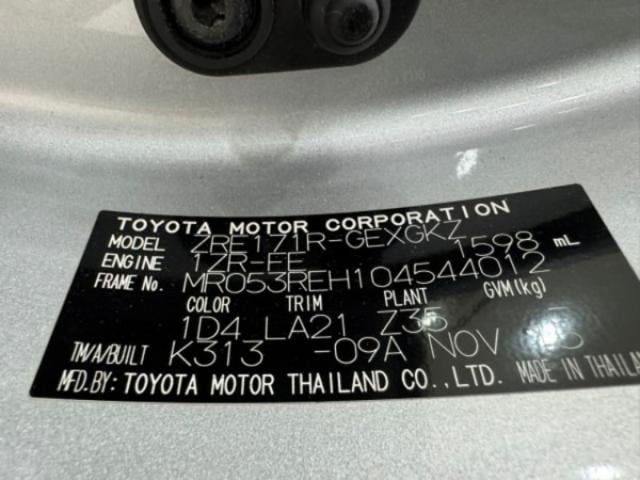 TOYOTA MOTOR CORPORATION
MODEL ZRE171R-GEXGKZ
ENGINE 1ZR-FE 1598 mL
FRAME No. MR053REH104544012
COLOR TRIM PLANT GVM(kg)
1D4 LA21 Z35
TM/A/BUILT K313 -09A NOV
MFD.BY: TOYOTA MOTOR THAILAND CO.,LTD. MADE IN THAILA